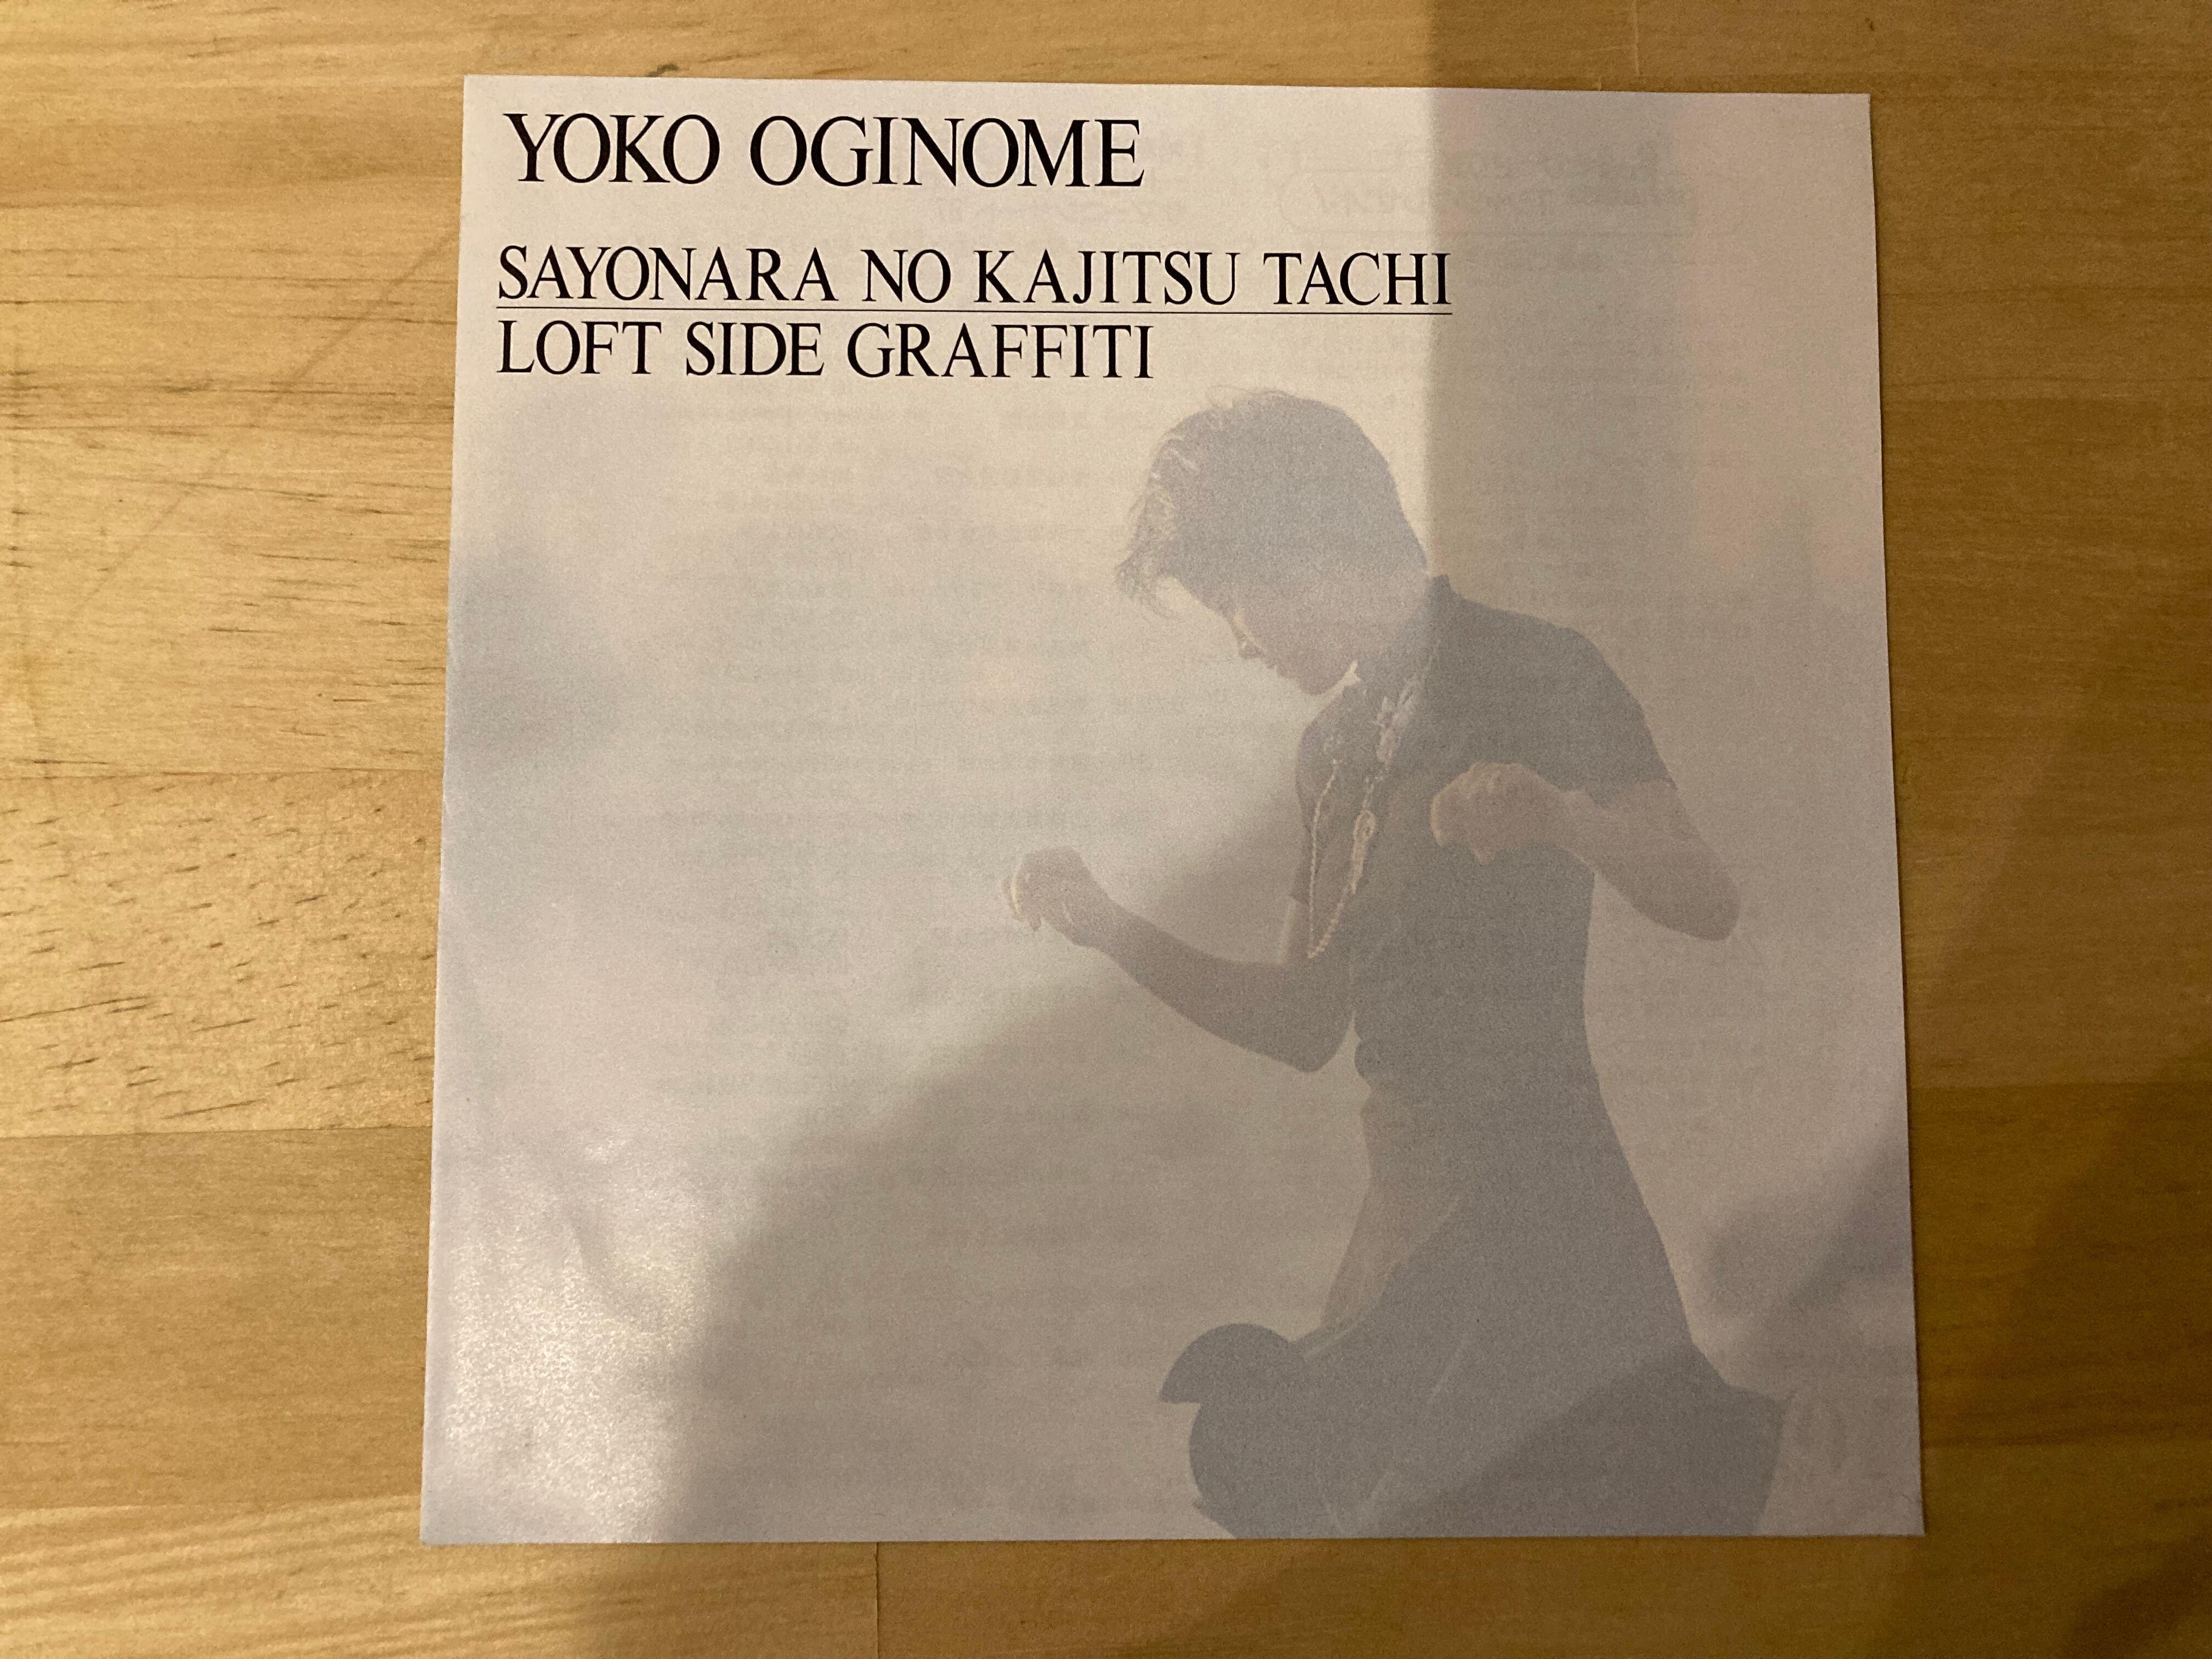 YOKO OGINOME
SAYONARA NO KAJITSU TACHI
LOFT SIDE GRAFFITI